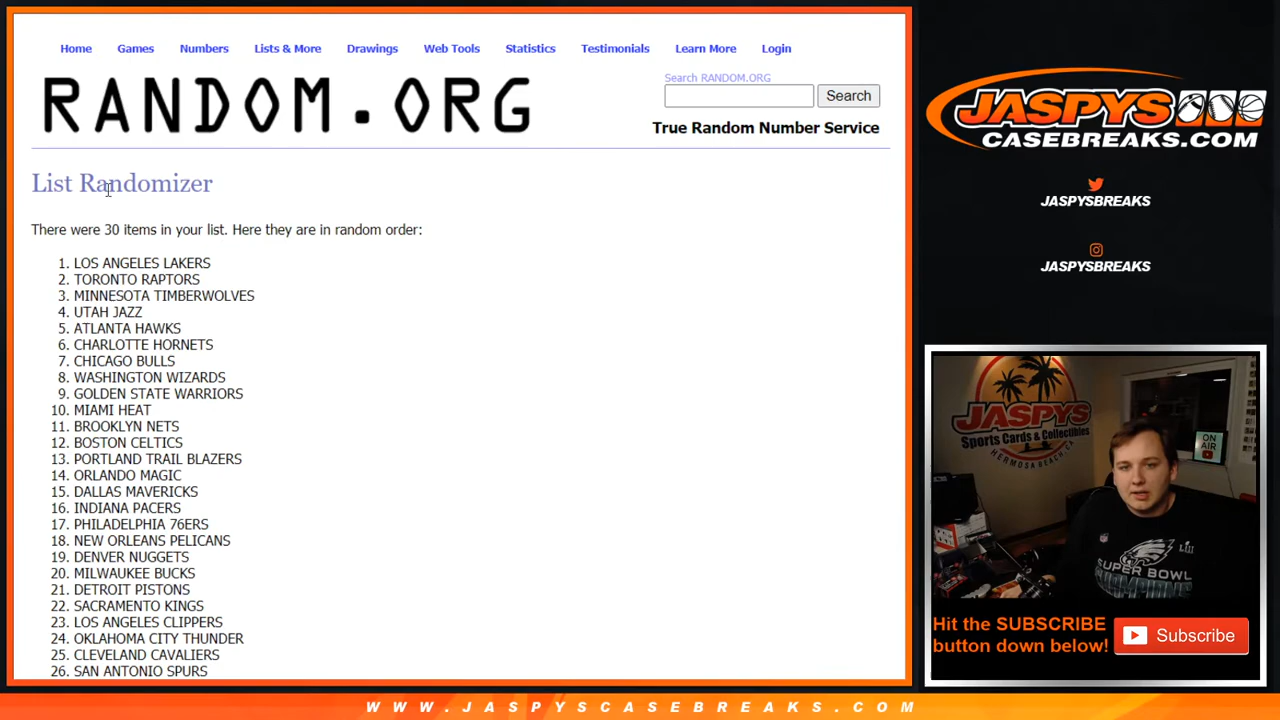 Home Games Numbers Lists & More Drawings Web Tools Statistics Testimonials Learn More Login
RANDOM.ORG
Search RANDOM.ORG
Search
True Random Number Service
List Randomizer
There were 30 items in your list. Here they are in random order:
1. LOS ANGELES LAKERS
2. TORONTO RAPTORS
3. MINNESOTA TIMBERWOLVES
4. UTAH JAZZ
5. ATLANTA HAWKS
6. CHARLOTTE HORNETS
7. CHICAGO BULLS
8. WASHINGTON WIZARDS
9. GOLDEN STATE WARRIORS
10. MIAMI HEAT
11. BROOKLYN NETS
12. BOSTON CELTICS
13. PORTLAND TRAIL BLAZERS
14. ORLANDO MAGIC
15. DALLAS MAVERICKS
16. INDIANA PACERS
17. PHILADELPHIA 76ERS
18. NEW ORLEANS PELICANS
19. DENVER NUGGETS
20. MILWAUKEE BUCKS
21. DETROIT PISTONS
22. SACRAMENTO KINGS
23. LOS ANGELES CLIPPERS
24. OKLAHOMA CITY THUNDER
25. CLEVELAND CAVALIERS
26. SAN ANTONIO SPURS
JASPYS
CASEBREAKS.COM
JASPYSBREAKS
JASPYSBREAKS
JASPYS
Sports Cards & Collectibles
HERMOSA BEACH CA
ON
AIR
LII
SUPER BOWL
CHAMPIONS
Hit the SUBSCRIBE
button down below!
Subscribe
WWW.JASPYSCASEBREAKS.COM